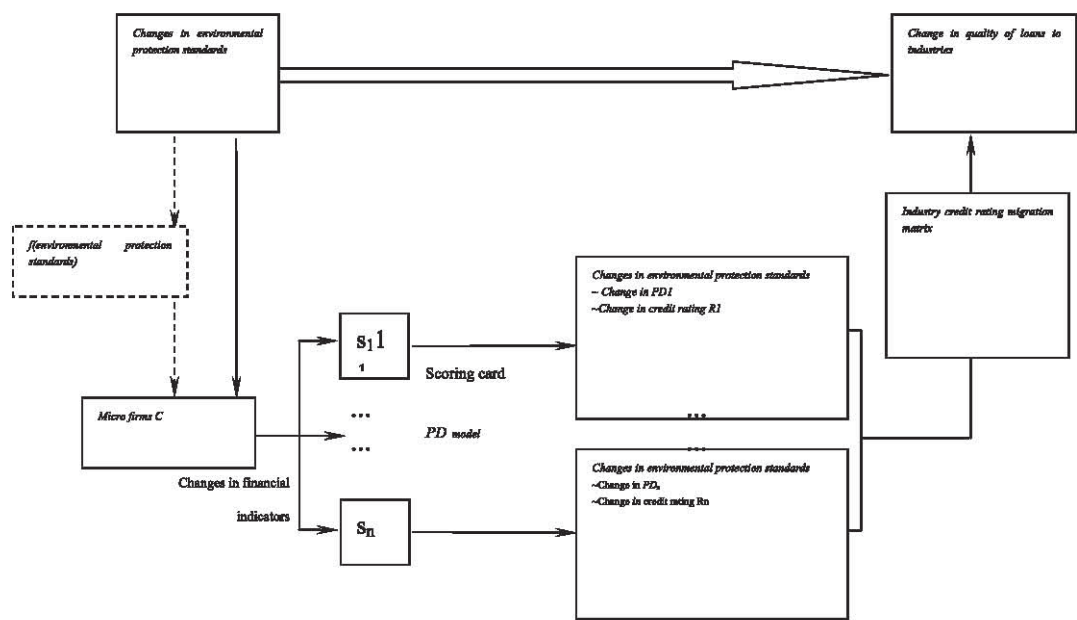 Changes in environmental
protection standards
Change in quality of loans to
industries
Industry credit rating migration
matrix
f(environmental protection
standards)
Changes in environmental protection standards
~ Change in PD1
~Change in credit rating R1
s₁1
1
Scoring card
Micro firms C
...
...
PD model
...
...
Changes in environmental protection standards
~Change in PDₙ
~Change in credit rating Rn
Changes in financial
indicators
sₙ